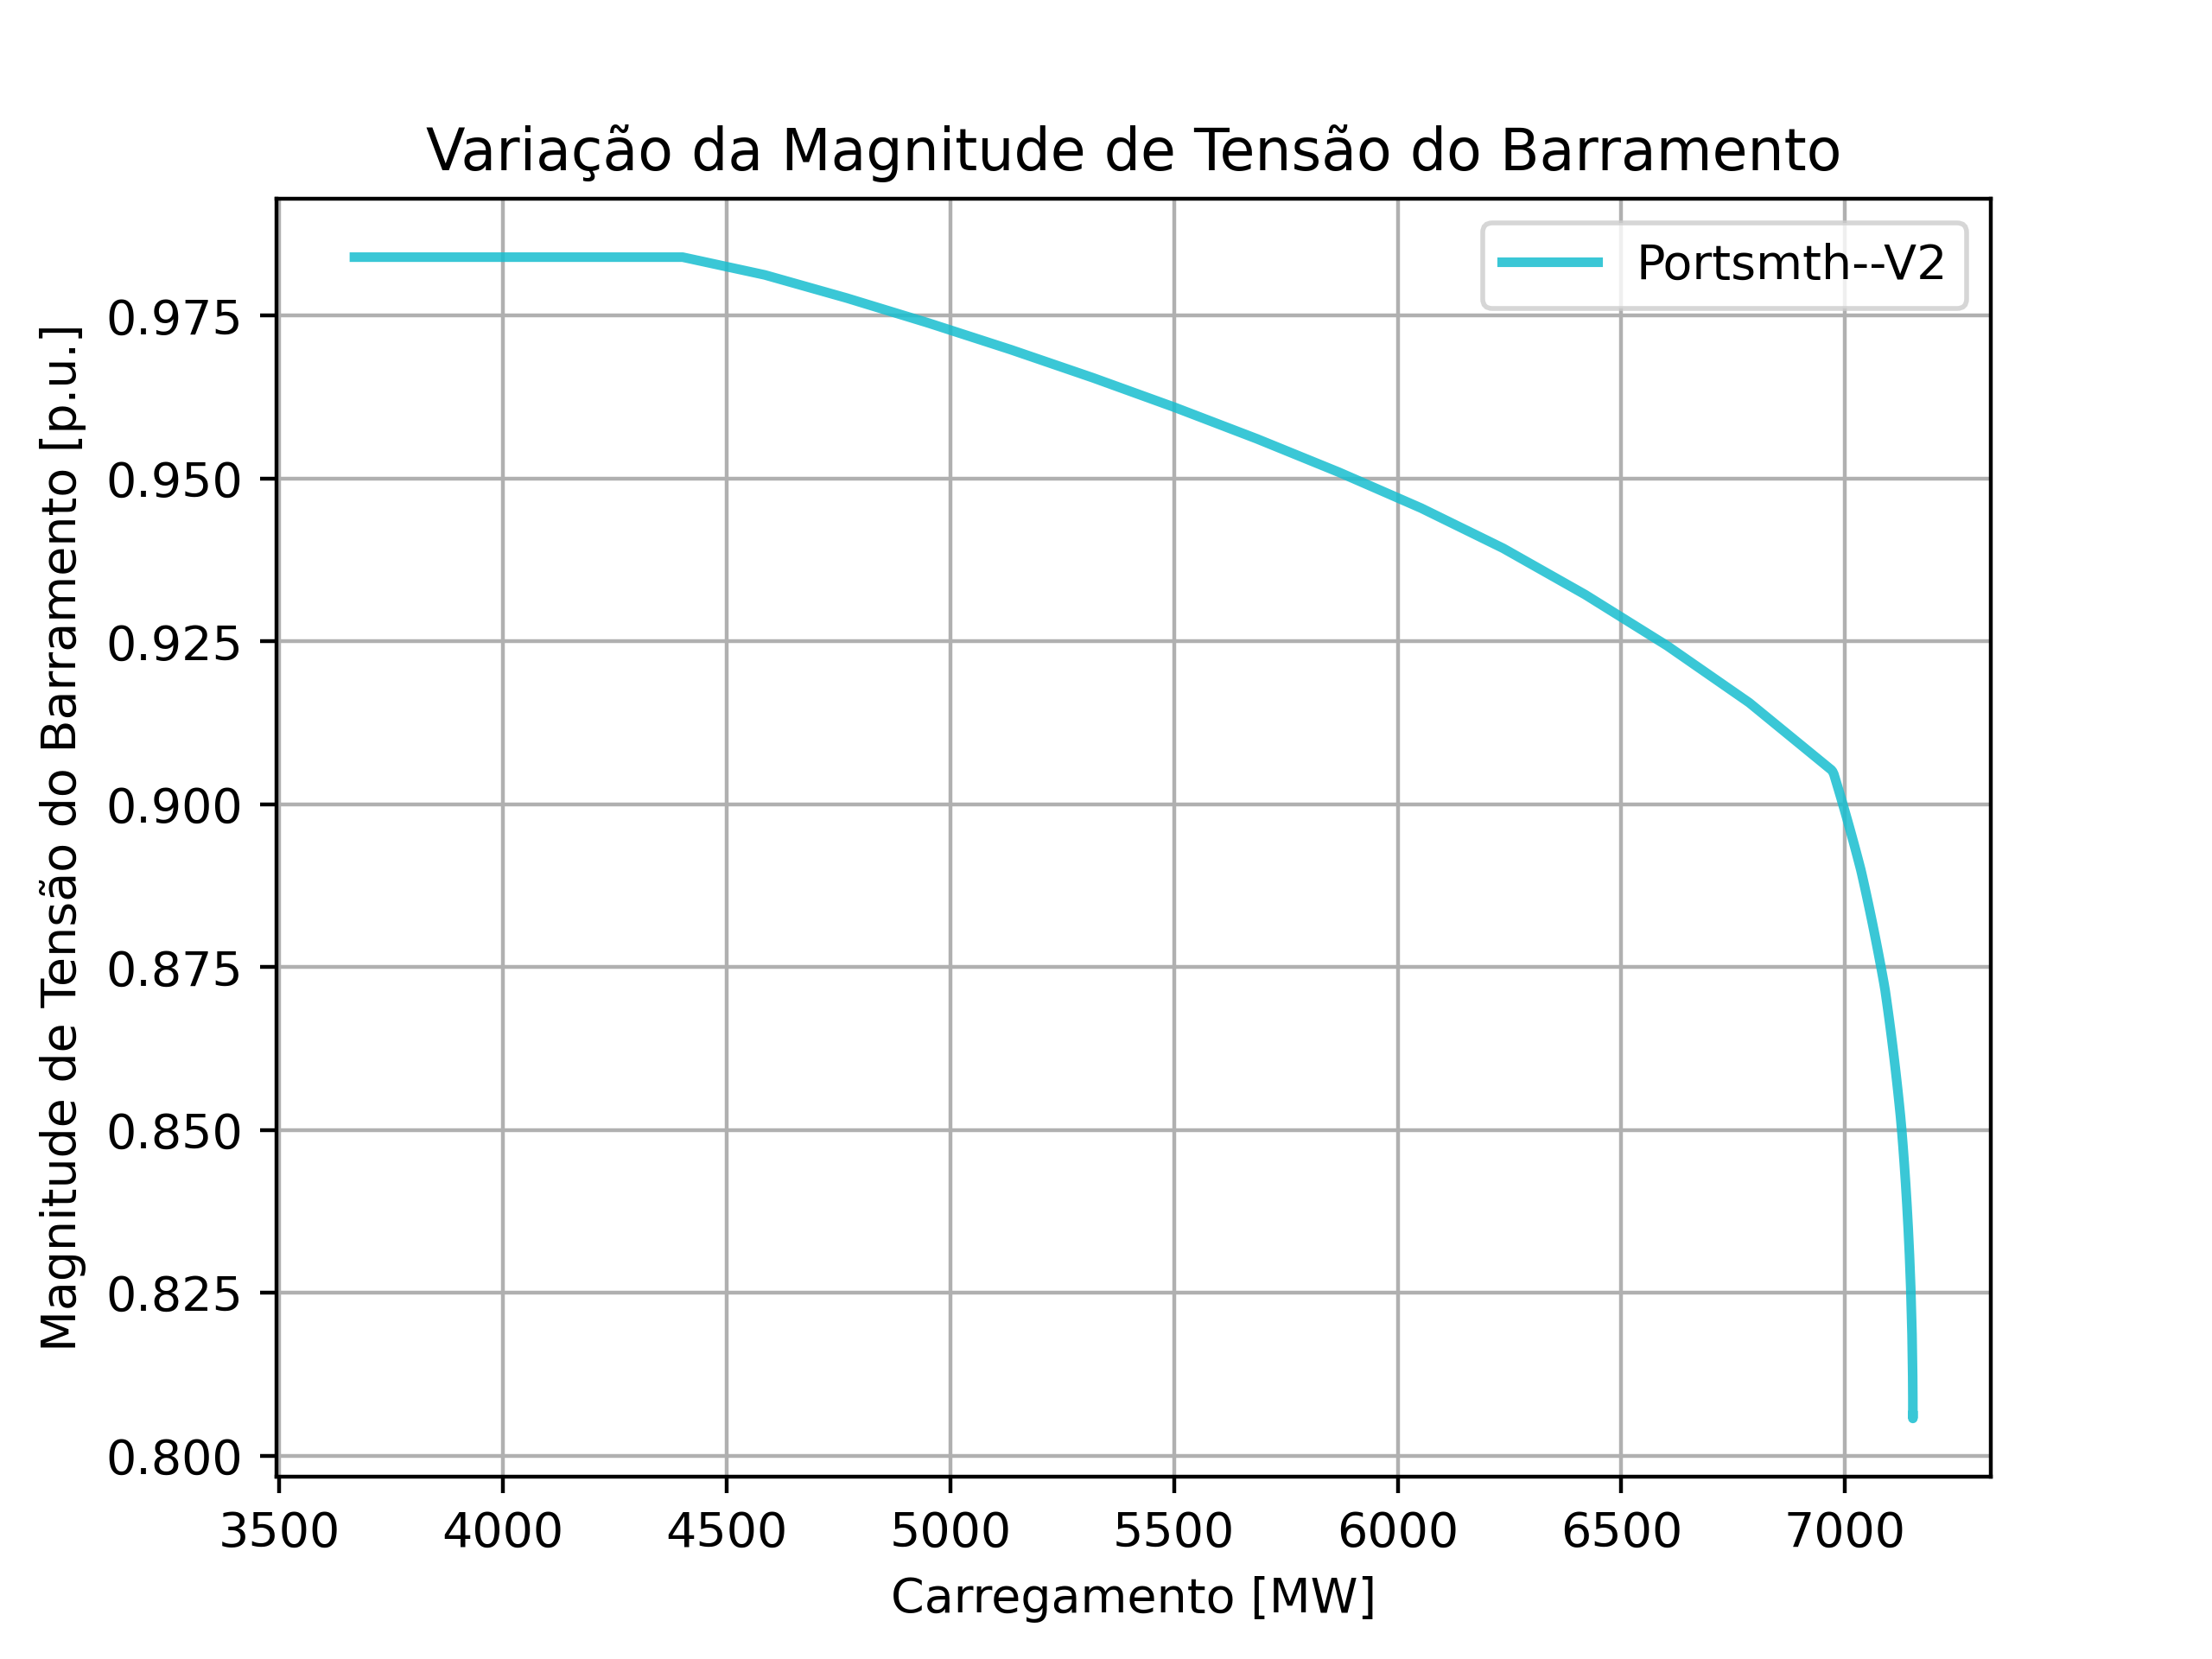 Variação da Magnitude de Tensão do Barramento
Portsmth--V2
Magnitude de Tensão do Barramento [p.u.]
0.975
0.950
0.925
0.900
0.875
0.850
0.825
0.800
3500 4000 4500 5000 5500 6000 6500 7000
Carregamento [MW]